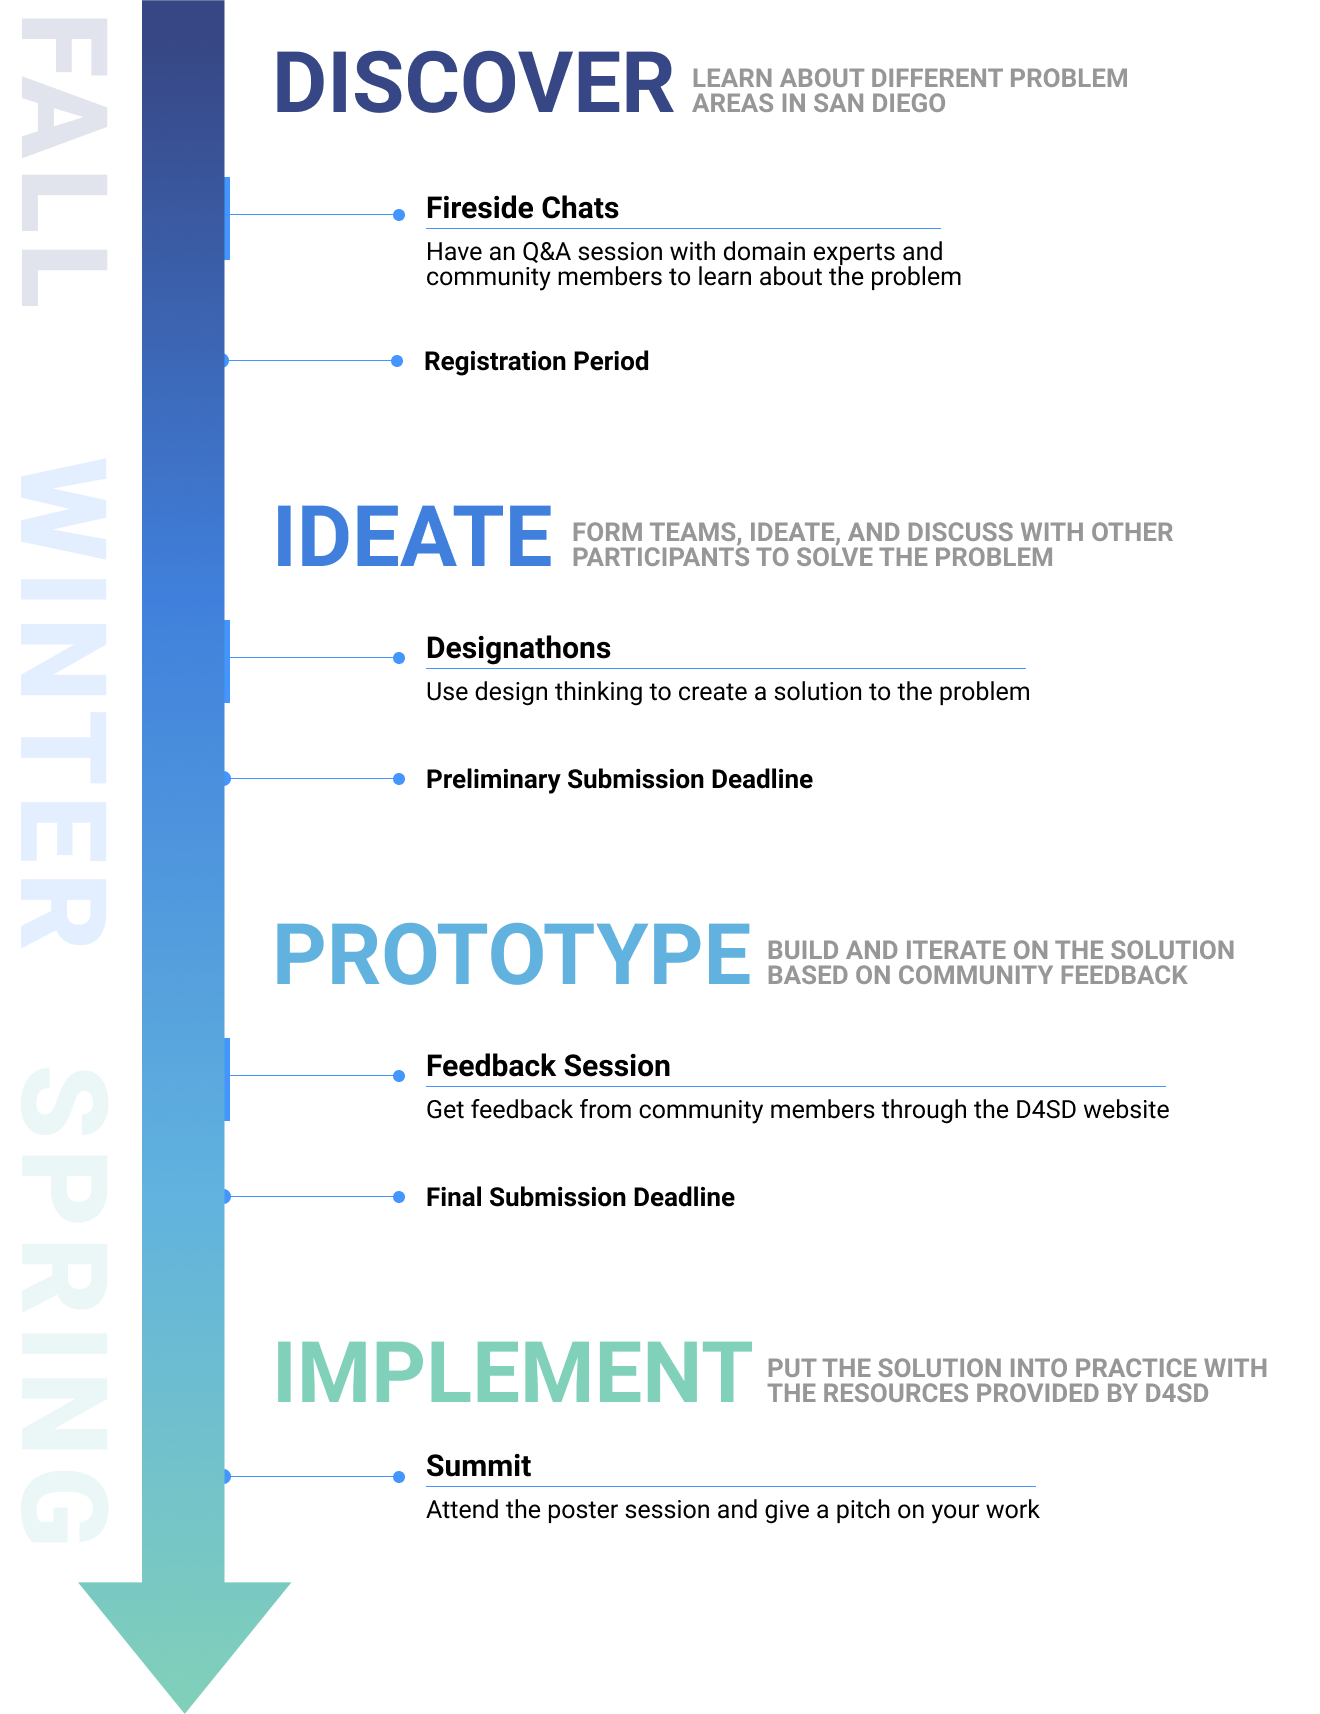 FALL
DISCOVER
LEARN ABOUT DIFFERENT PROBLEM
AREAS IN SAN DIEGO
Fireside Chats
Have an Q&A session with domain experts and
community members to learn about the problem
Registration Period
WINTER
IDEATE
FORM TEAMS, IDEATE, AND DISCUSS WITH OTHER
PARTICIPANTS TO SOLVE THE PROBLEM
Designathons
Use design thinking to create a solution to the problem
Preliminary Submission Deadline
PROTOTYPE
BUILD AND ITERATE ON THE SOLUTION
BASED ON COMMUNITY FEEDBACK
SPRING
Feedback Session
Get feedback from community members through the D4SD website
Final Submission Deadline
IMPLEMENT
PUT THE SOLUTION INTO PRACTICE WITH
THE RESOURCES PROVIDED BY D4SD
Summit
Attend the poster session and give a pitch on your work